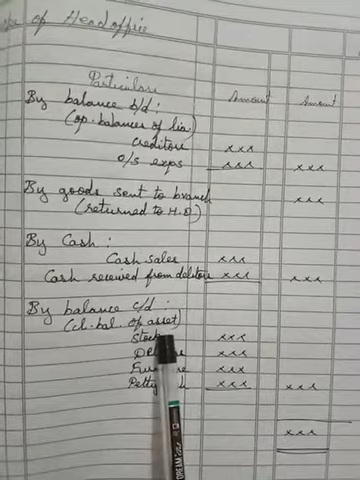 of Head office
Particulars Amount Amount
By balance b/d:
(op. balances of lia.)
creditors xxx
o/s exps xxx xxx
By goods sent to branch xxx
(returned to H.O)
By Cash:
Cash sales xxx
Cash received from debtors xxx xxx
By balance c/d:
(cl. bal. of asset)
Stock xxx
xxx
xxx
Petty xxx xxx
xxx